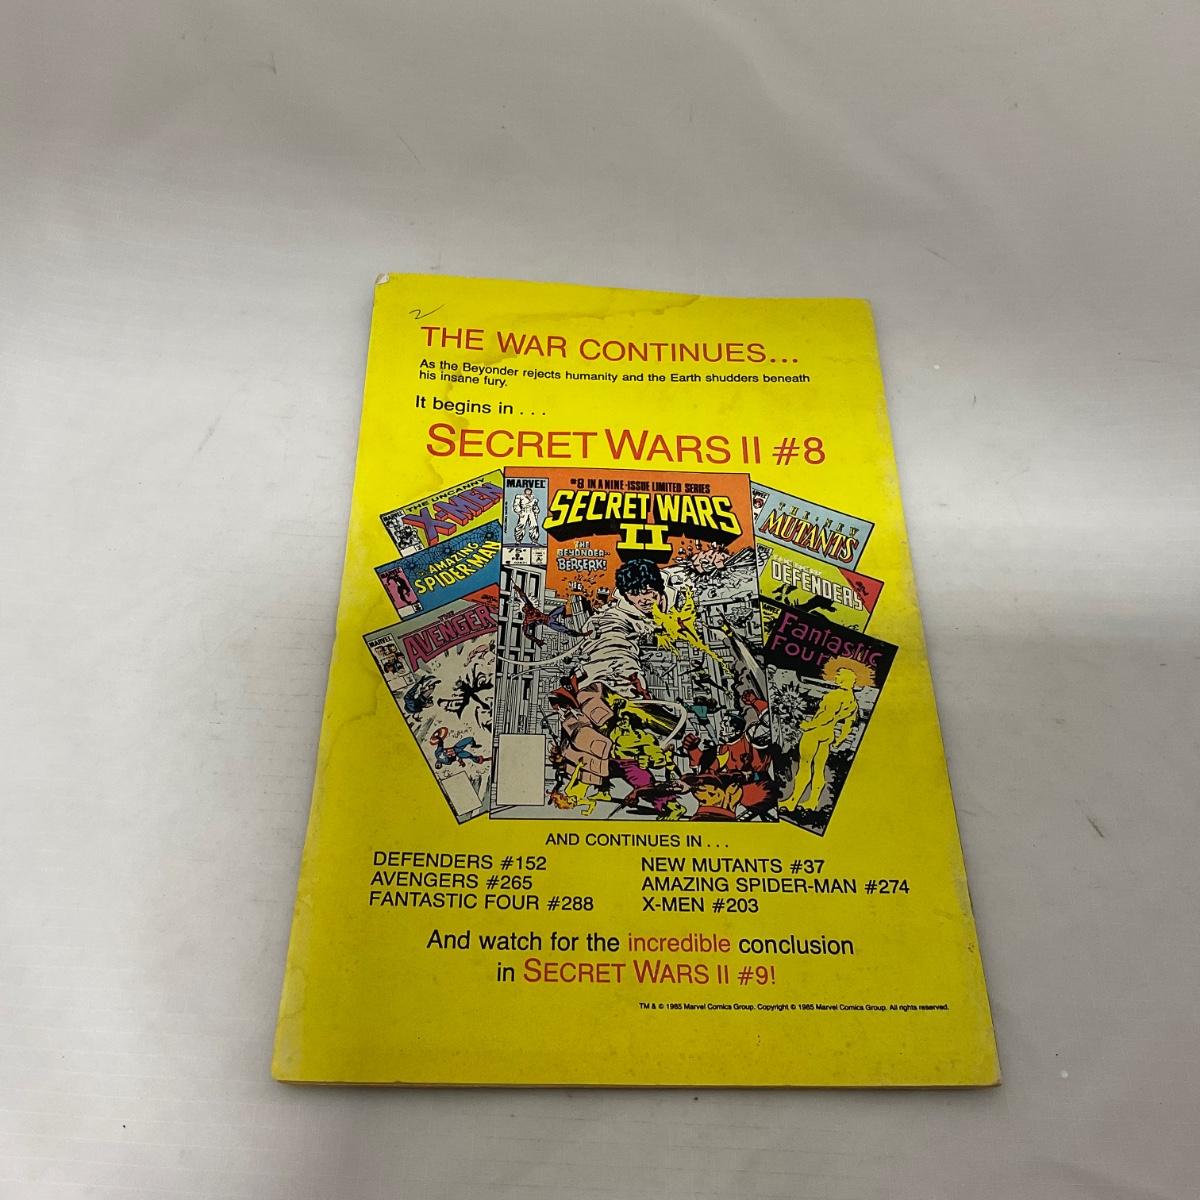 2
THE WAR CONTINUES...
As the Beyonder rejects humanity and the Earth shudders beneath
his insane fury.
It begins in . . .
SECRET WARS II #8
MARVEL
#8 IN A NINE-ISSUE LIMITED SERIES
SECRET WARS
II
THE
BEYONDER--
BERSERK!
THE UNCANNY
X-MEN
AMAZING
SPIDER-MAN
MARVEL
THE
AVENGERS
THE NEW
MUTANTS
DEFENDERS
Fantastic
Four
AND CONTINUES IN . . .
DEFENDERS #152
AVENGERS #265
FANTASTIC FOUR #288
NEW MUTANTS #37
AMAZING SPIDER-MAN #274
X-MEN #203
And watch for the incredible conclusion
in SECRET WARS II #9!
TM & © 1985 Marvel Comics Group. Copyright © 1985 Marvel Comics Group. All rights reserved.